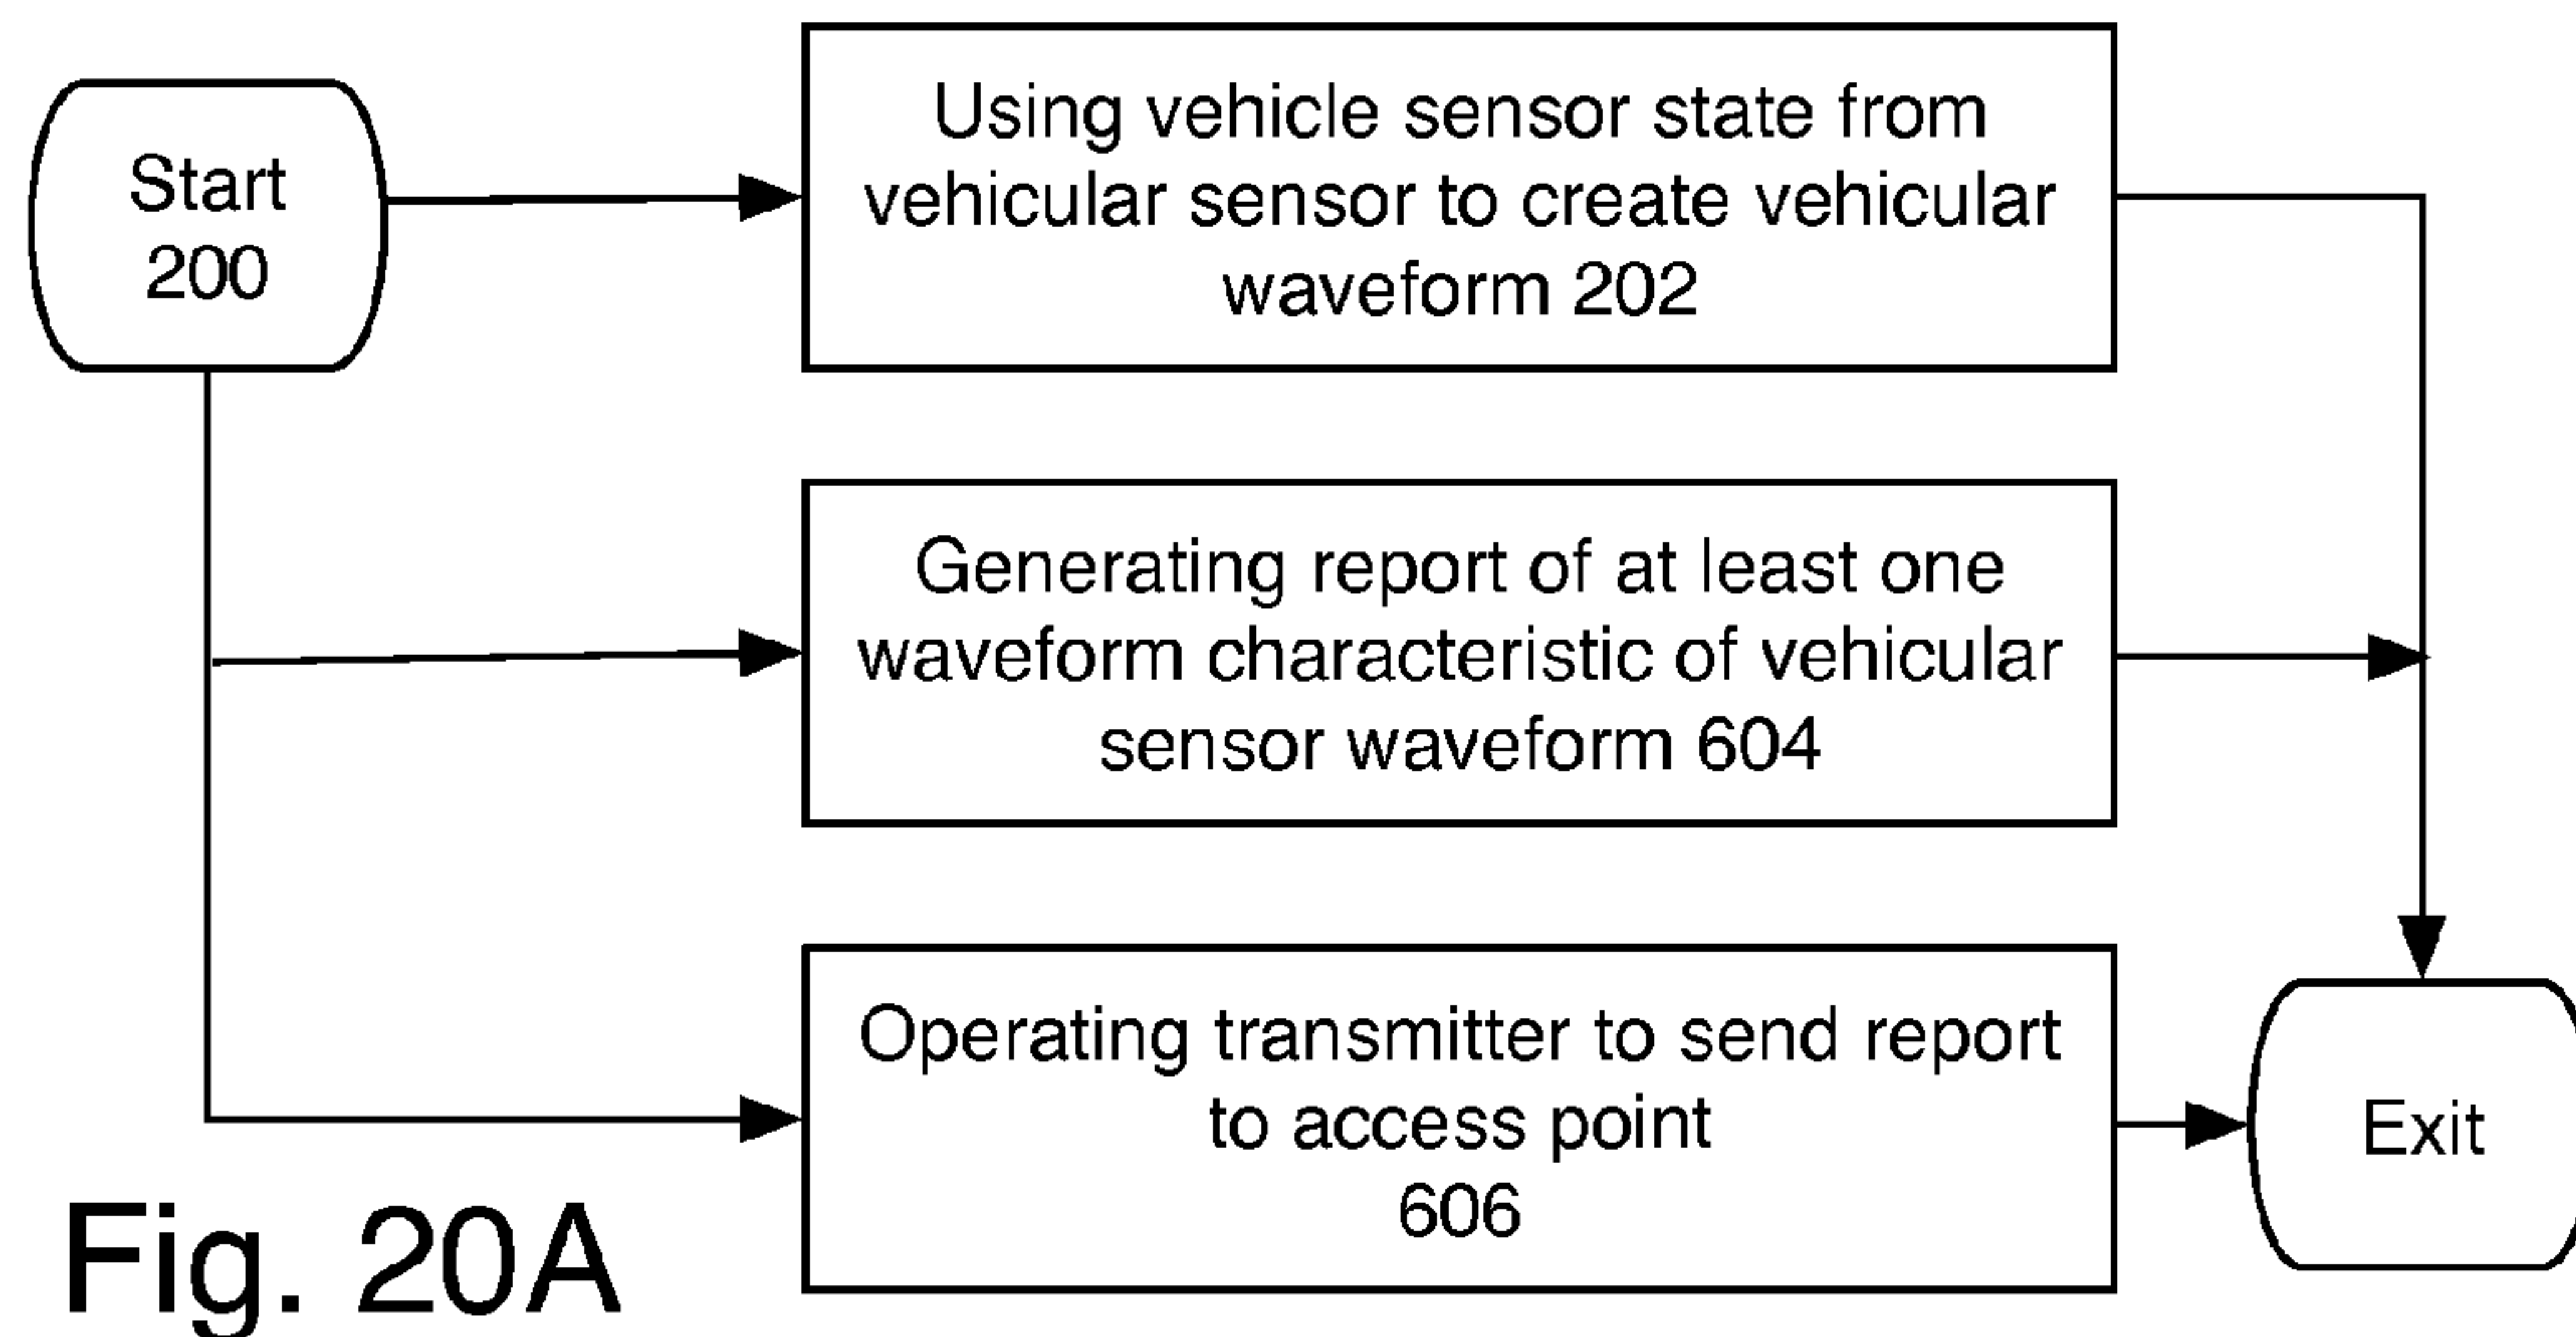 Start
200
Using vehicle sensor state from
vehicular sensor to create vehicular
waveform 202
Generating report of at least one
waveform characteristic of vehicular
sensor waveform 604
Operating transmitter to send report
to access point
606
Exit
Fig. 20A